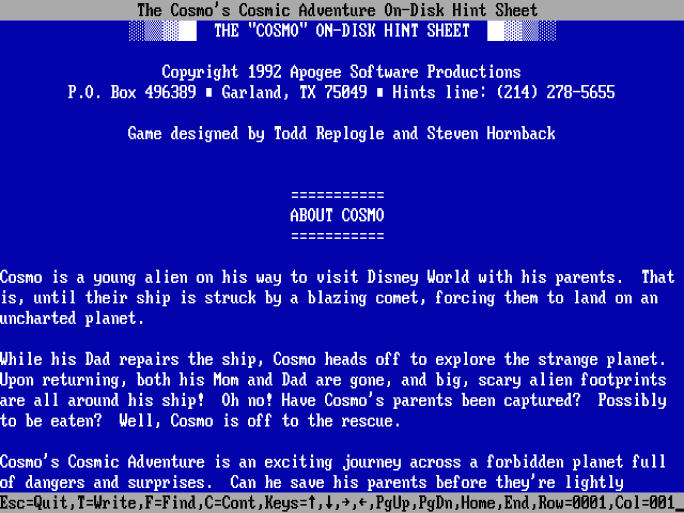 The Cosmo's Cosmic Adventure On-Disk Hint Sheet
THE "COSMO" ON-DISK HINT SHEET
Copyright 1992 Apogee Software Productions
P.O. Box 496389 ∎ Garland, TX 75049 ∎ Hints line: (214) 278-5655
Game designed by Todd Replogle and Steven Hornback
===========
ABOUT COSMO
===========
Cosmo is a young alien on his way to visit Disney World with his parents.  That
is, until their ship is struck by a blazing comet, forcing them to land on an
uncharted planet.
While his Dad repairs the ship, Cosmo heads off to explore the strange planet.
Upon returning, both his Mom and Dad are gone, and big, scary alien footprints
are all around his ship!  Oh no! Have Cosmo's parents been captured?  Possibly
to be eaten?  Well, Cosmo is off to the rescue.
Cosmo's Cosmic Adventure is an exciting journey across a forbidden planet full
of dangers and surprises.  Can he save his parents before they're lightly
Esc=Quit,T=Write,F=Find,C=Cont,Keys=↑,↓,→,←,PgUp,PgDn,Home,End,Row=0001,Col=001_